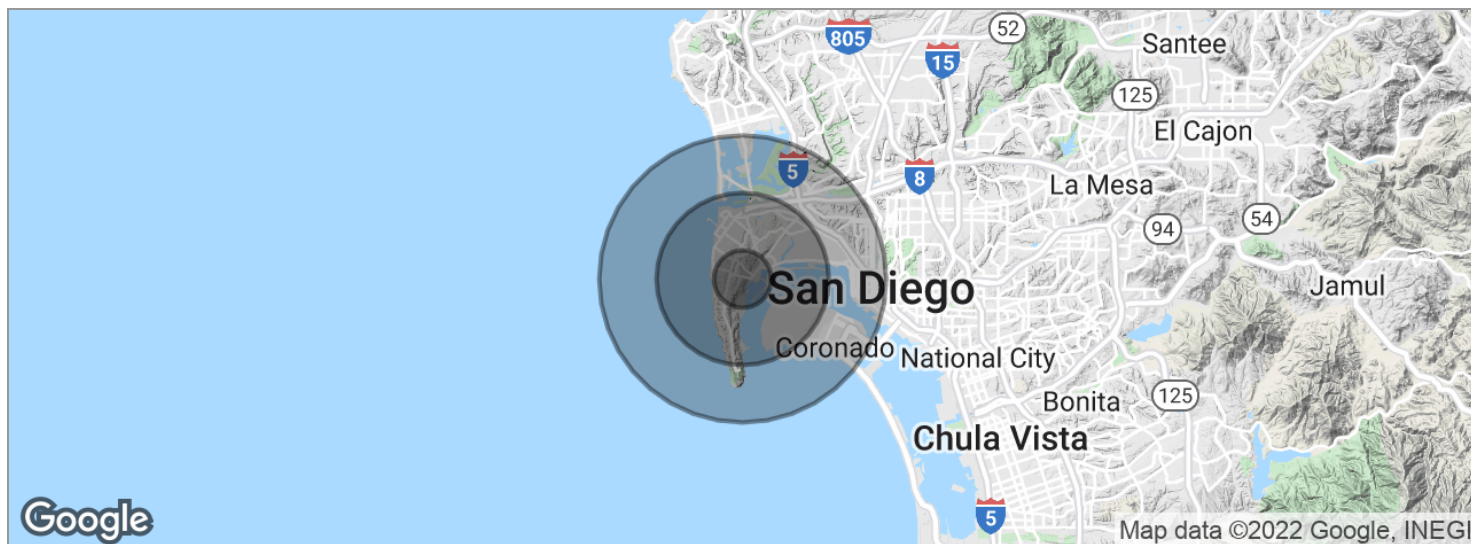 52
Santee
805
15
125
El Cajon
5
8
La Mesa
94
54
San Diego
Jamul
Coronado
National City
125
Bonita
Chula Vista
5
Google
Map data ©2022 Google, INEGI